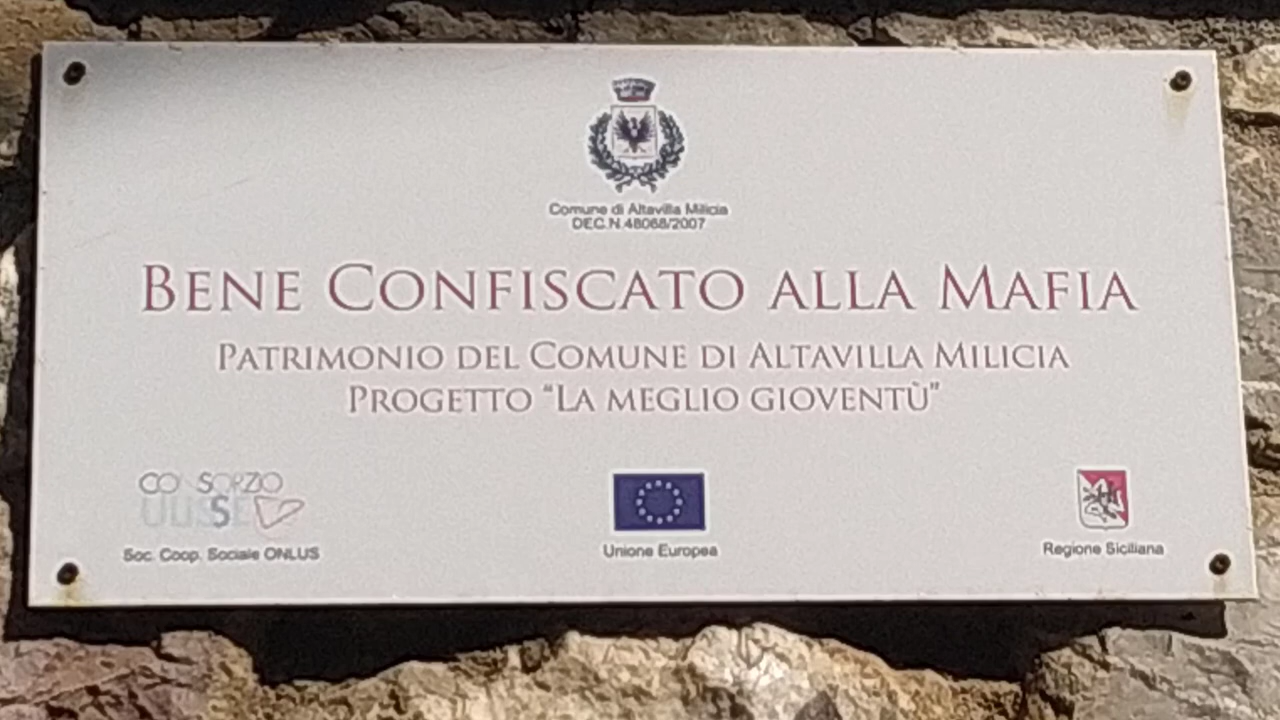 Comune di Altavilla Milicia
DEC.N.48068/2007
BENE CONFISCATO ALLA MAFIA
PATRIMONIO DEL COMUNE DI ALTAVILLA MILICIA
PROGETTO "LA MEGLIO GIOVENTÙ"
CONSORZIO
ULISSE
Soc. Coop. Sociale ONLUS
Unione Europea
Regione Siciliana